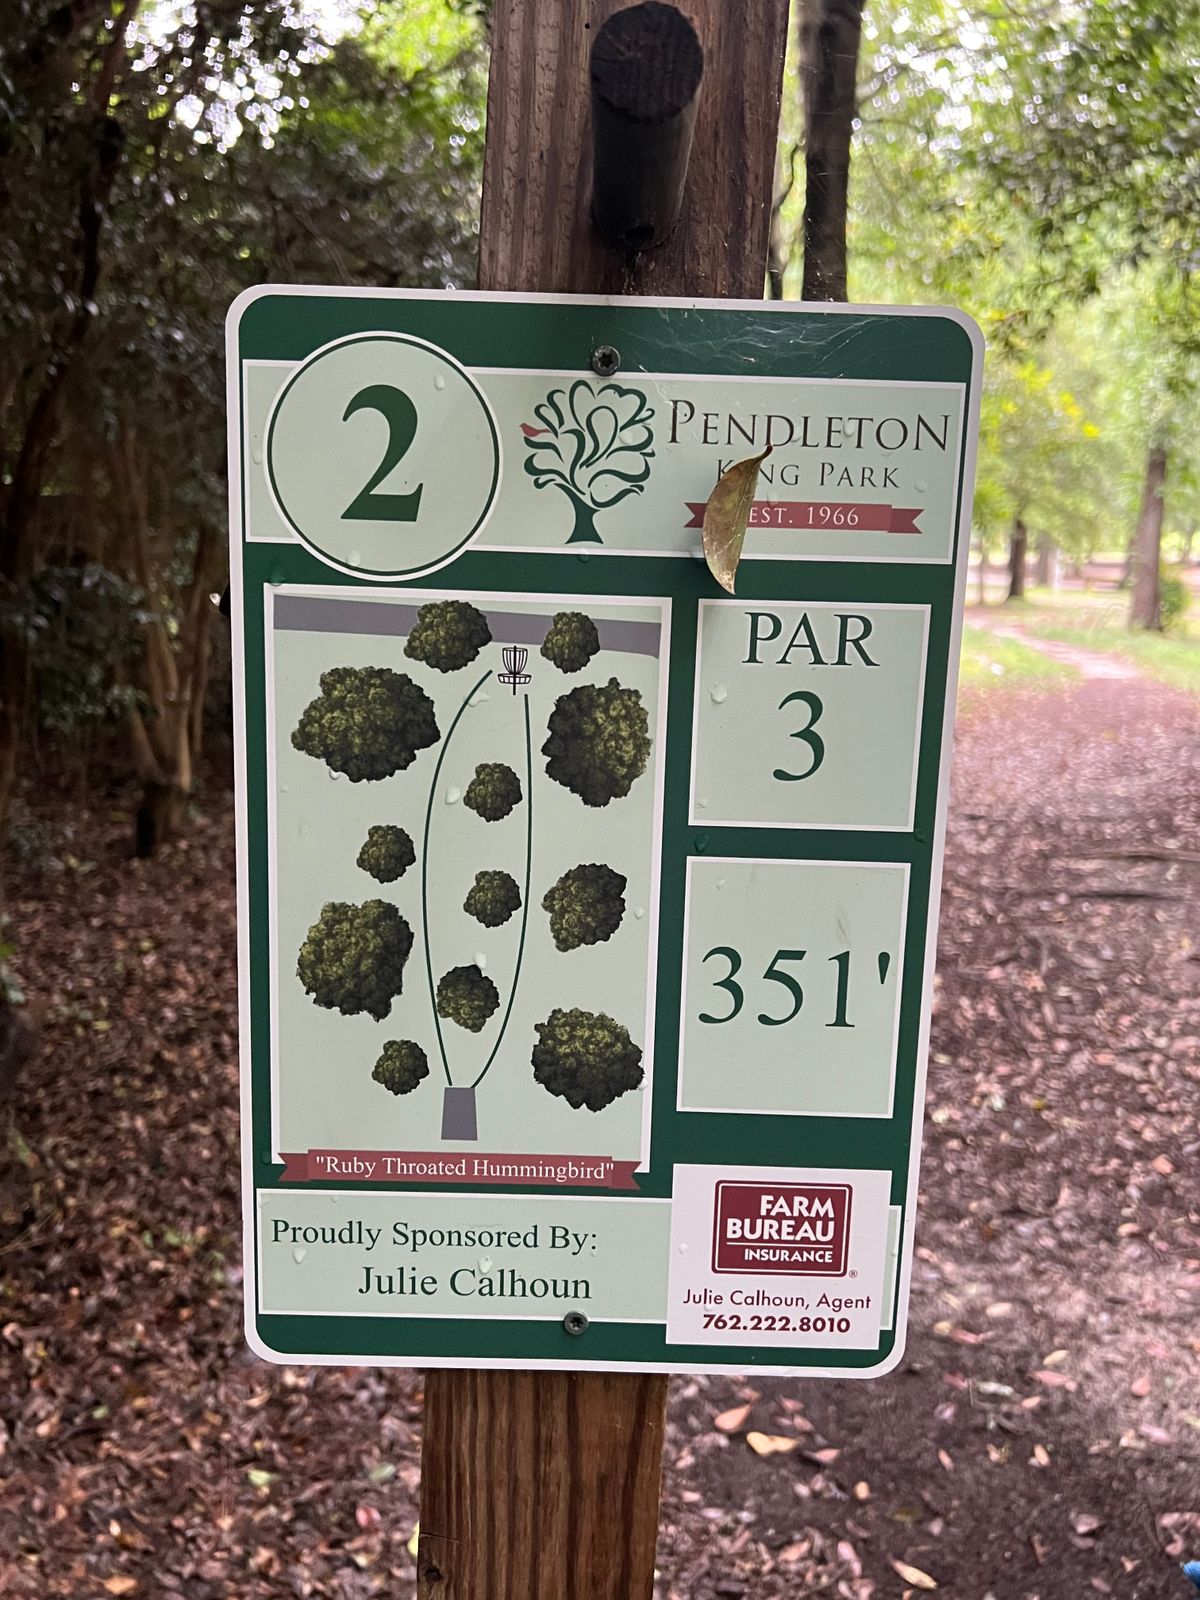 2
PENDLETON
KING PARK
EST. 1966
PAR
3
351'
"Ruby Throated Hummingbird"
Proudly Sponsored By:
Julie Calhoun
FARM
BUREAU
INSURANCE
®
Julie Calhoun, Agent
762.222.8010